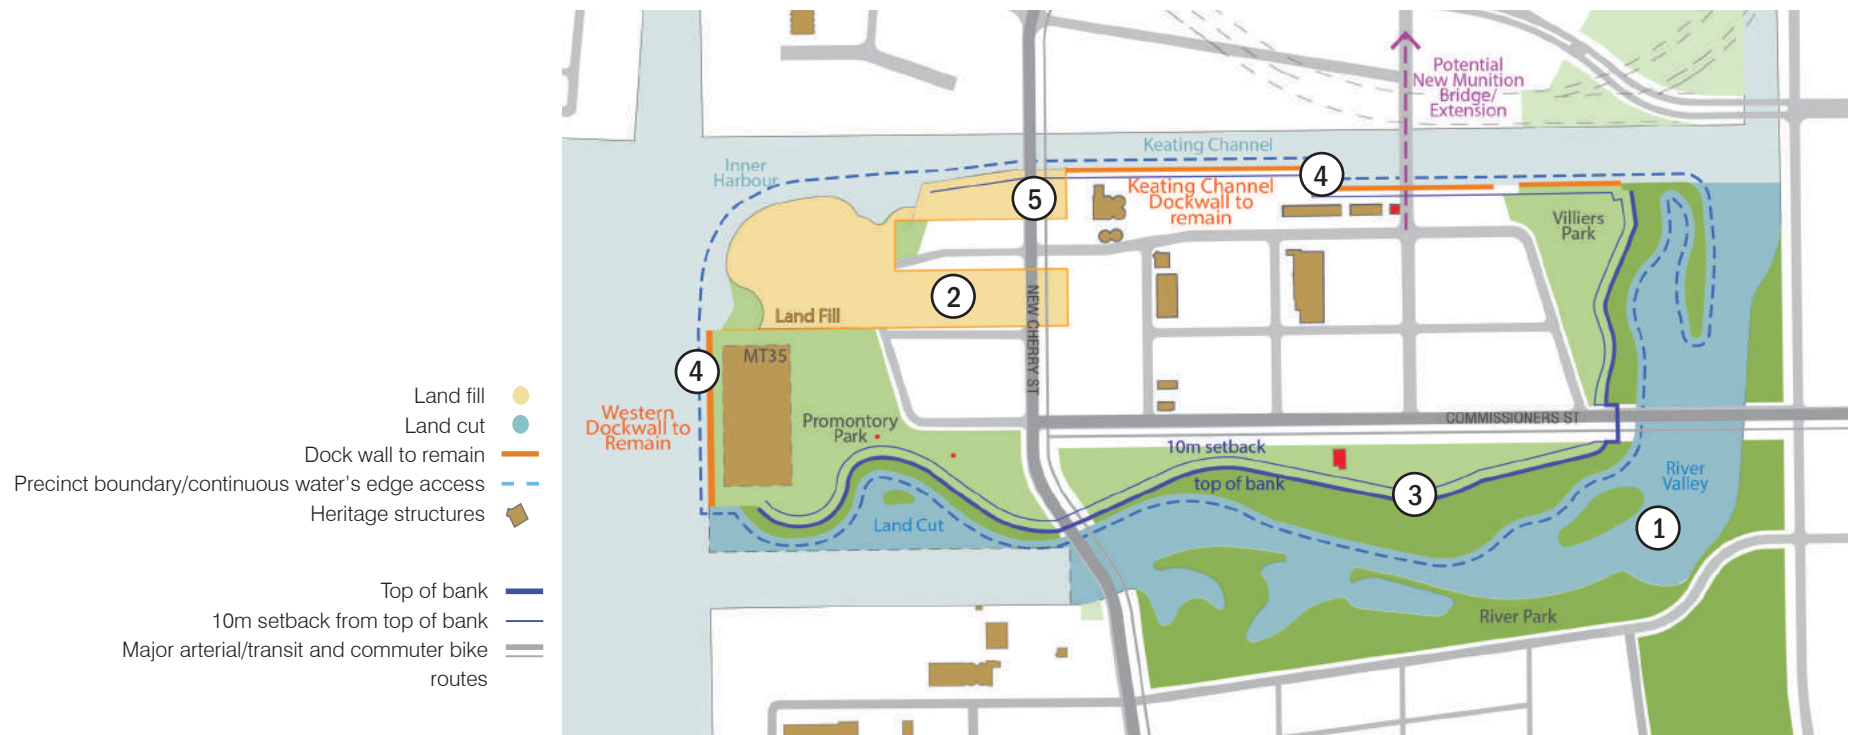 Potential
New Munition
Bridge/
Extension
Keating Channel
Inner
Harbour
4
Keating Channel
Dockwall to
remain
5
Villiers
Park
2
NEW CHERRY ST
Land Fill
MT35
4
Land fill
Land cut
Dock wall to remain
Precinct boundary/continuous water's edge access
Heritage structures
Western
Dockwall to
Remain
Promontory
Park
COMMISSIONERS ST
10m setback
top of bank
3
River
Valley
1
Land Cut
Top of bank
10m setback from top of bank
Major arterial/transit and commuter bike
routes
River Park